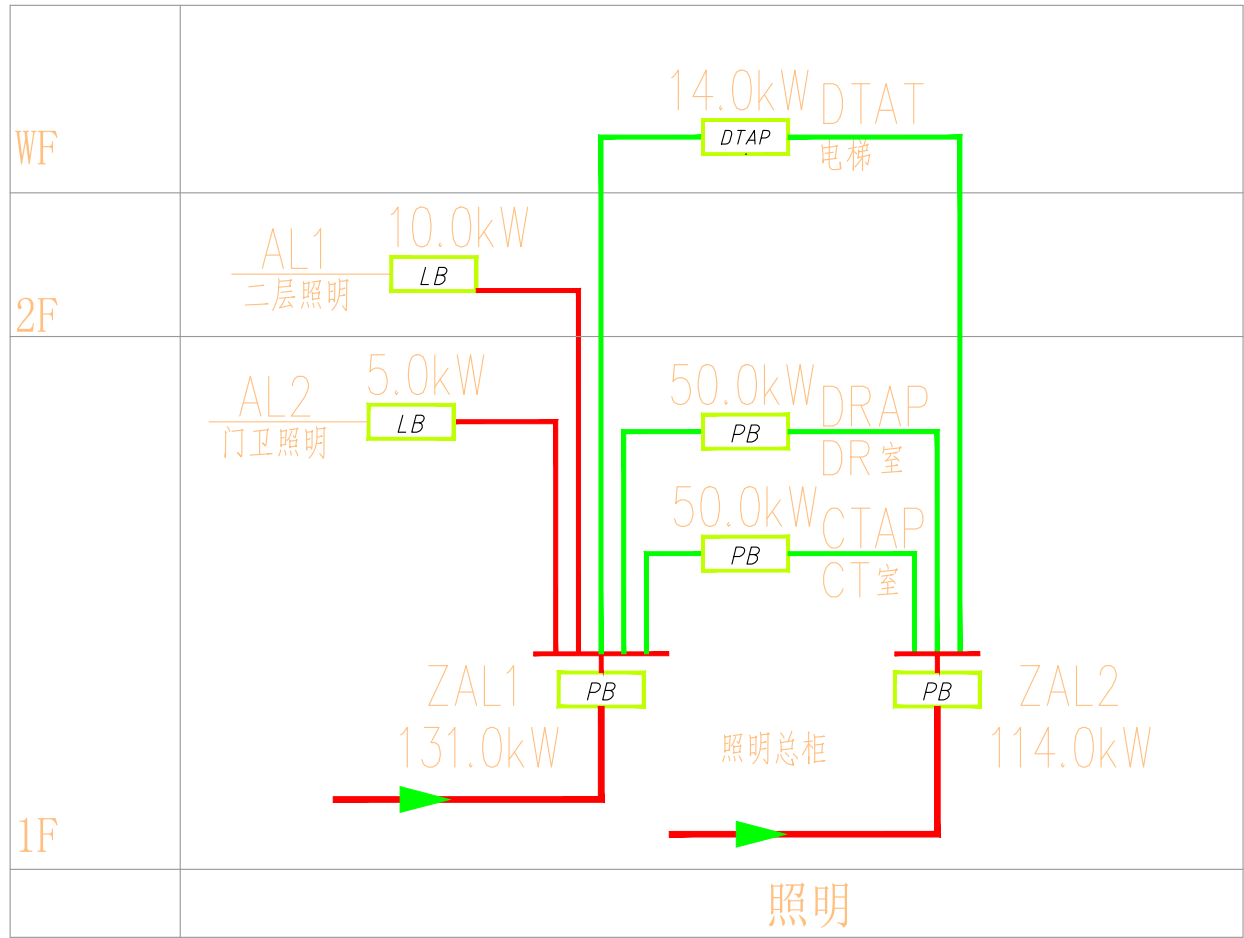 WF
14.0kW
DTAP
DTAT
电梯
2F
AL1
二层照明
10.0kW
LB
1F
AL2
门卫照明
5.0kW
LB
50.0kW
PB
DRAP
DR室
50.0kW
PB
CTAP
CT室
ZAL1
131.0kW
PB
照明总柜
PB
ZAL2
114.0kW
照明